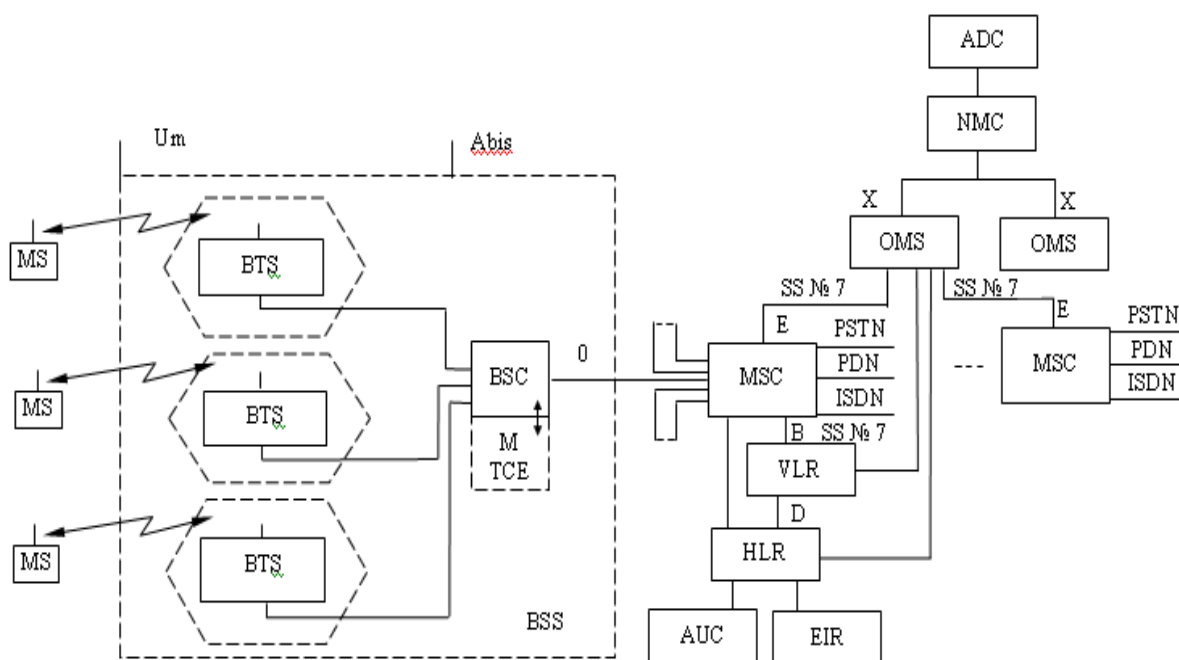 ADC
NMC
Um
Abis
X
X
OMS
OMS
MS
BTS
SS № 7
SS № 7
E
E
PSTN
PSTN
PDN
PDN
ISDN
ISDN
MSC
---
MSC
0
BSC
M
TCE
MS
BTS
B
SS № 7
VLR
D
HLR
MS
BTS
BSS
AUC
EIR